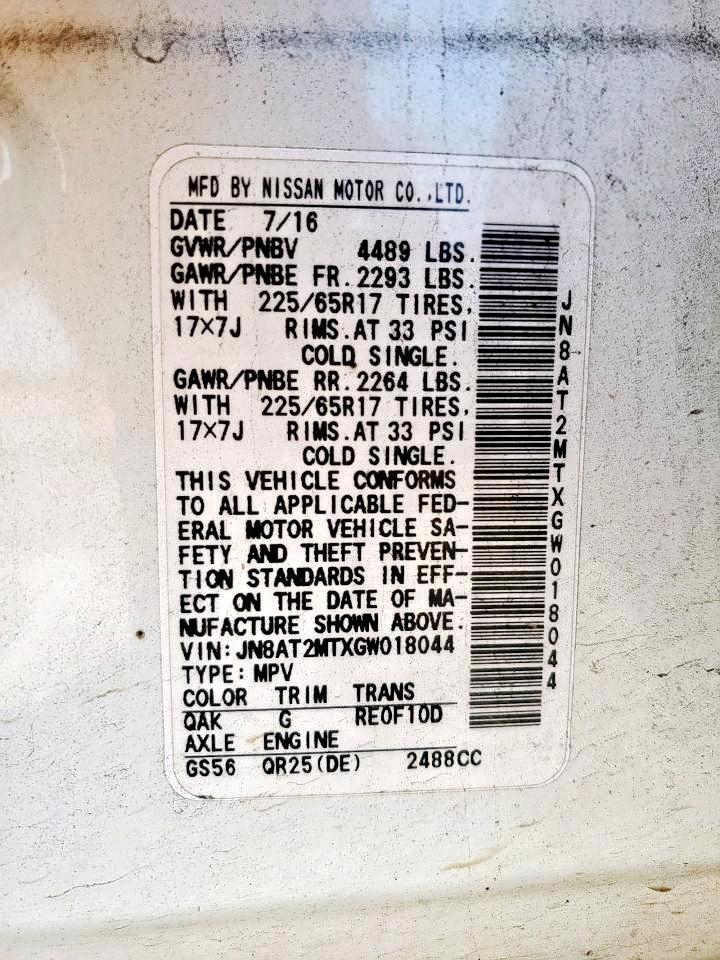 MFD BY NISSAN MOTOR CO.,LTD.
DATE 7/16
GVWR/PNBV 4489 LBS.
GAWR/PNBE FR. 2293 LBS.
WITH 225/65R17 TIRES,
17×7J RIMS.AT 33 PSI
COLD SINGLE.
GAWR/PNBE RR. 2264 LBS.
WITH 225/65R17 TIRES,
17×7J RIMS.AT 33 PSI
COLD SINGLE.
THIS VEHICLE CONFORMS
TO ALL APPLICABLE FED-
ERAL MOTOR VEHICLE SA-
FETY AND THEFT PREVEN-
TION STANDARDS IN EFF-
ECT ON THE DATE OF MA-
NUFACTURE SHOWN ABOVE.
VIN: JN8AT2MTXGW018044
TYPE: MPV
COLOR TRIM TRANS
QAK G RE0F10D
AXLE ENGINE
GS56 QR25(DE) 2488CC
JN8AT2MTXGW018044